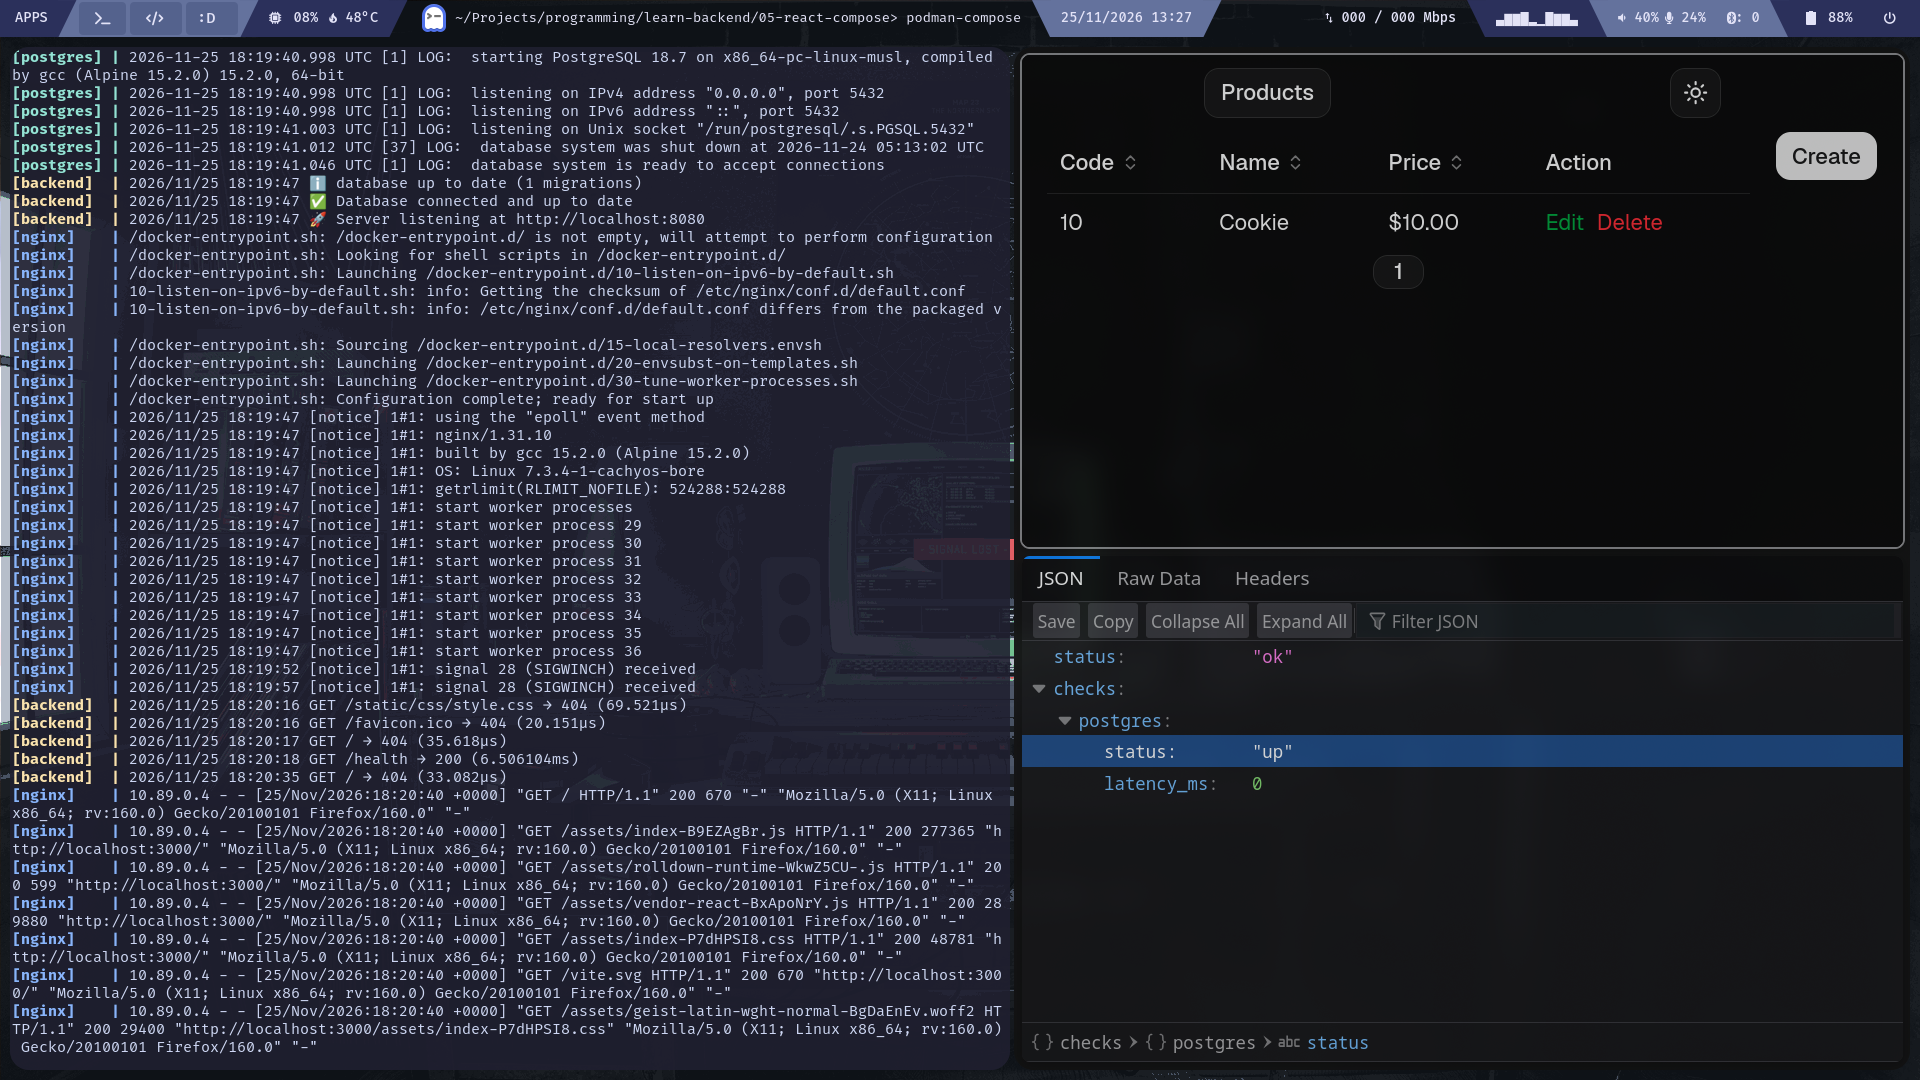 APPS
:D
08% 48°C
~/Projects/programming/learn-backend/05-react-compose> podman-compose
25/11/2026 13:27
000 / 000 Mbps
40% 24% : 0
88%
[postgres] | 2026-11-25 18:19:40.998 UTC [1] LOG:  starting PostgreSQL 18.7 on x86_64-pc-linux-musl, compiled
by gcc (Alpine 15.2.0) 15.2.0, 64-bit
[postgres] | 2026-11-25 18:19:40.998 UTC [1] LOG:  listening on IPv4 address "0.0.0.0", port 5432
[postgres] | 2026-11-25 18:19:40.998 UTC [1] LOG:  listening on IPv6 address "::", port 5432
[postgres] | 2026-11-25 18:19:41.003 UTC [1] LOG:  listening on Unix socket "/run/postgresql/.s.PGSQL.5432"
[postgres] | 2026-11-25 18:19:41.012 UTC [37] LOG:  database system was shut down at 2026-11-24 05:13:02 UTC
[postgres] | 2026-11-25 18:19:41.046 UTC [1] LOG:  database system is ready to accept connections
[backend]  | 2026/11/25 18:19:47 ℹ️ database up to date (1 migrations)
[backend]  | 2026/11/25 18:19:47 ✅ Database connected and up to date
[backend]  | 2026/11/25 18:19:47 🚀 Server listening at http://localhost:8080
[nginx]    | /docker-entrypoint.sh: /docker-entrypoint.d/ is not empty, will attempt to perform configuration
[nginx]    | /docker-entrypoint.sh: Looking for shell scripts in /docker-entrypoint.d/
[nginx]    | /docker-entrypoint.sh: Launching /docker-entrypoint.d/10-listen-on-ipv6-by-default.sh
[nginx]    | 10-listen-on-ipv6-by-default.sh: info: Getting the checksum of /etc/nginx/conf.d/default.conf
[nginx]    | 10-listen-on-ipv6-by-default.sh: info: /etc/nginx/conf.d/default.conf differs from the packaged v
ersion
[nginx]    | /docker-entrypoint.sh: Sourcing /docker-entrypoint.d/15-local-resolvers.envsh
[nginx]    | /docker-entrypoint.sh: Launching /docker-entrypoint.d/20-envsubst-on-templates.sh
[nginx]    | /docker-entrypoint.sh: Launching /docker-entrypoint.d/30-tune-worker-processes.sh
[nginx]    | /docker-entrypoint.sh: Configuration complete; ready for start up
[nginx]    | 2026/11/25 18:19:47 [notice] 1#1: using the "epoll" event method
[nginx]    | 2026/11/25 18:19:47 [notice] 1#1: nginx/1.31.10
[nginx]    | 2026/11/25 18:19:47 [notice] 1#1: built by gcc 15.2.0 (Alpine 15.2.0)
[nginx]    | 2026/11/25 18:19:47 [notice] 1#1: OS: Linux 7.3.4-1-cachyos-bore
[nginx]    | 2026/11/25 18:19:47 [notice] 1#1: getrlimit(RLIMIT_NOFILE): 524288:524288
[nginx]    | 2026/11/25 18:19:47 [notice] 1#1: start worker processes
[nginx]    | 2026/11/25 18:19:47 [notice] 1#1: start worker process 29
[nginx]    | 2026/11/25 18:19:47 [notice] 1#1: start worker process 30
[nginx]    | 2026/11/25 18:19:47 [notice] 1#1: start worker process 31
[nginx]    | 2026/11/25 18:19:47 [notice] 1#1: start worker process 32
[nginx]    | 2026/11/25 18:19:47 [notice] 1#1: start worker process 33
[nginx]    | 2026/11/25 18:19:47 [notice] 1#1: start worker process 34
[nginx]    | 2026/11/25 18:19:47 [notice] 1#1: start worker process 35
[nginx]    | 2026/11/25 18:19:47 [notice] 1#1: start worker process 36
[nginx]    | 2026/11/25 18:19:52 [notice] 1#1: signal 28 (SIGWINCH) received
[nginx]    | 2026/11/25 18:19:57 [notice] 1#1: signal 28 (SIGWINCH) received
[backend]  | 2026/11/25 18:20:16 GET /static/css/style.css → 404 (69.521µs)
[backend]  | 2026/11/25 18:20:16 GET /favicon.ico → 404 (20.151µs)
[backend]  | 2026/11/25 18:20:17 GET / → 404 (35.618µs)
[backend]  | 2026/11/25 18:20:18 GET /health → 200 (6.506104ms)
[backend]  | 2026/11/25 18:20:35 GET / → 404 (33.082µs)
[nginx]    | 10.89.0.4 - - [25/Nov/2026:18:20:40 +0000] "GET / HTTP/1.1" 200 670 "-" "Mozilla/5.0 (X11; Linux
x86_64; rv:160.0) Gecko/20100101 Firefox/160.0" "-"
[nginx]    | 10.89.0.4 - - [25/Nov/2026:18:20:40 +0000] "GET /assets/index-B9EZAgBr.js HTTP/1.1" 200 277365 "h
ttp://localhost:3000/" "Mozilla/5.0 (X11; Linux x86_64; rv:160.0) Gecko/20100101 Firefox/160.0" "-"
[nginx]    | 10.89.0.4 - - [25/Nov/2026:18:20:40 +0000] "GET /assets/rolldown-runtime-WkwZ5CU-.js HTTP/1.1" 20
0 599 "http://localhost:3000/" "Mozilla/5.0 (X11; Linux x86_64; rv:160.0) Gecko/20100101 Firefox/160.0" "-"
[nginx]    | 10.89.0.4 - - [25/Nov/2026:18:20:40 +0000] "GET /assets/vendor-react-BxApoNrY.js HTTP/1.1" 200 28
9880 "http://localhost:3000/" "Mozilla/5.0 (X11; Linux x86_64; rv:160.0) Gecko/20100101 Firefox/160.0" "-"
[nginx]    | 10.89.0.4 - - [25/Nov/2026:18:20:40 +0000] "GET /assets/index-P7dHPSI8.css HTTP/1.1" 200 48781 "h
ttp://localhost:3000/" "Mozilla/5.0 (X11; Linux x86_64; rv:160.0) Gecko/20100101 Firefox/160.0" "-"
[nginx]    | 10.89.0.4 - - [25/Nov/2026:18:20:40 +0000] "GET /vite.svg HTTP/1.1" 200 670 "http://localhost:300
0/" "Mozilla/5.0 (X11; Linux x86_64; rv:160.0) Gecko/20100101 Firefox/160.0" "-"
[nginx]    | 10.89.0.4 - - [25/Nov/2026:18:20:40 +0000] "GET /assets/geist-latin-wght-normal-BgDaEnEv.woff2 HT
TP/1.1" 200 29400 "http://localhost:3000/assets/index-P7dHPSI8.css" "Mozilla/5.0 (X11; Linux x86_64; rv:160.0)
 Gecko/20100101 Firefox/160.0" "-"
SIGNAL LOST
Products
Code Name Price Action
Create
10 Cookie $10.00 Edit Delete
1
JSON Raw Data Headers
Save Copy Collapse All Expand All Filter JSON
status: "ok"
checks:
postgres:
status: "up"
latency_ms: 0
{} checks > {} postgres > abc status